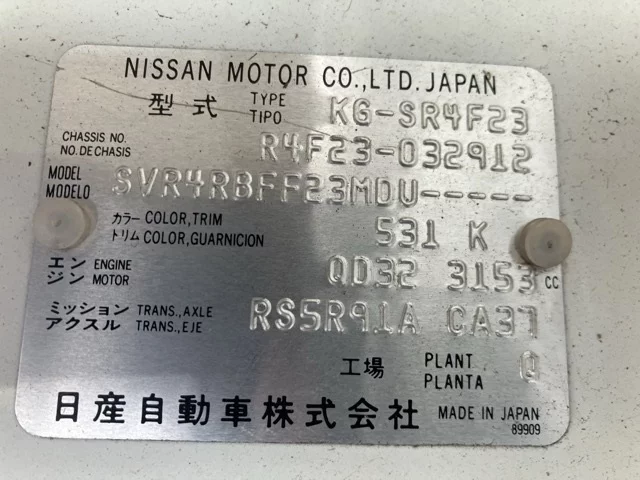 NISSAN MOTOR CO.,LTD. JAPAN
型式 TYPE TIPO KG-SR4F23
CHASSIS NO. NO. DE CHASIS R4F23-032912
MODEL MODELO SVR4RBFF23MDU-----
カラー COLOR,TRIM
トリム COLOR,GUARNICION 531 K
エンジン ENGINE MOTOR QD32 3153 CC
ミッション TRANS.,AXLE
アクスル TRANS.,EJE RS5R91A CA37
工場 PLANT PLANTA Q
日産自動車株式会社 MADE IN JAPAN
89909